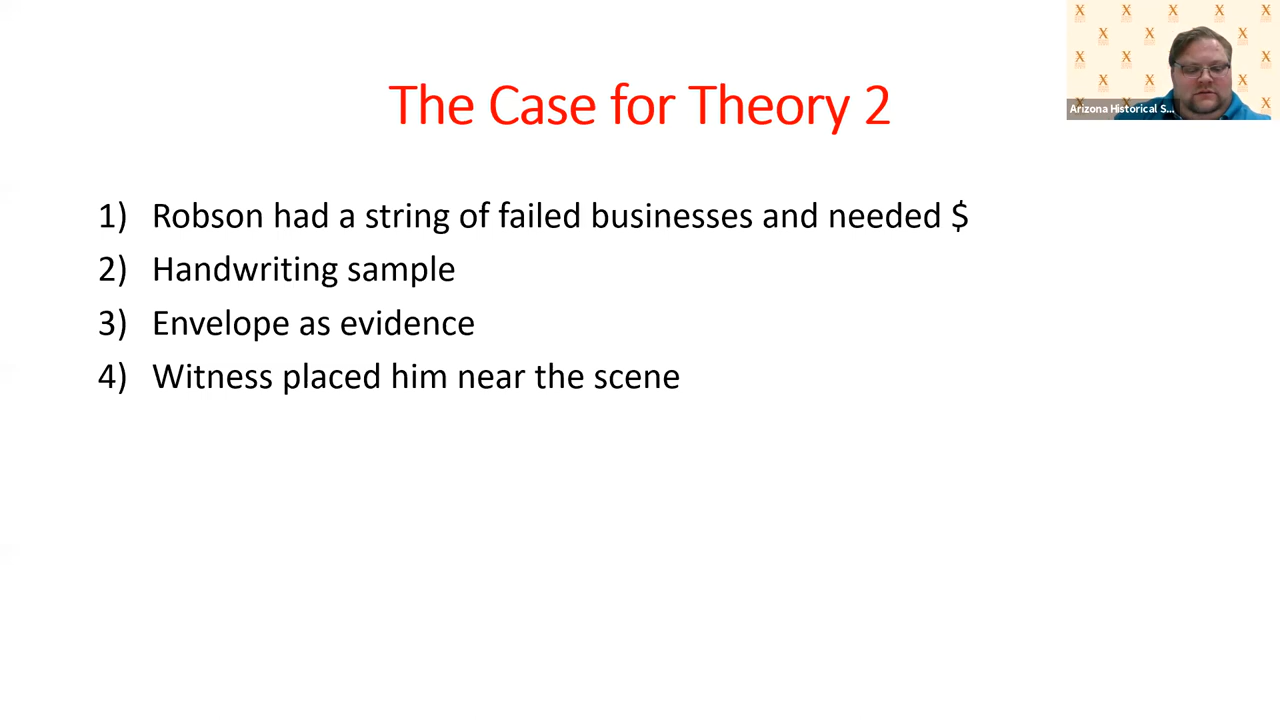 The Case for Theory 2
Arizona Historical S...
1) Robson had a string of failed businesses and needed $
2) Handwriting sample
3) Envelope as evidence
4) Witness placed him near the scene